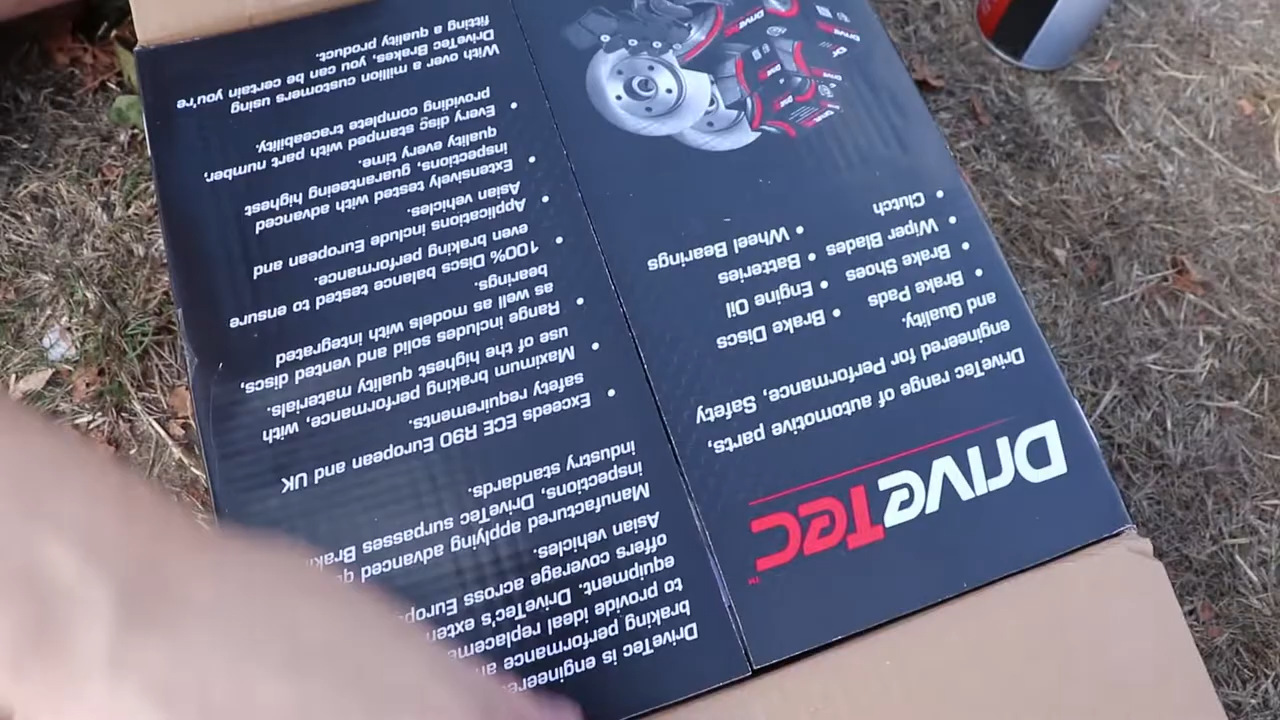 DriveTec™
DriveTec range of automotive parts,
engineered for Performance, Safety
and Quality.
• Brake Pads • Brake Discs
• Brake Shoes • Engine Oil
• Wiper Blades • Batteries
• Clutch • Wheel Bearings
DriveTec is engineered
braking performance an
to provide ideal replacem
equipment. DriveTec's exten
offers coverage across Europe
Asian vehicles.
Manufactured applying advanced q
inspections, DriveTec surpasses Braki
industry standards.
• Exceeds ECE R90 European and UK
safety requirements.
• Maximum braking performance, with
use of the highest quality materials.
• Range includes solid and vented discs,
as well as models with integrated
bearings.
• 100% Discs balance tested to ensure
even braking performance.
• Applications include European and
Asian vehicles.
• Extensively tested with advanced
inspections, guaranteeing highest
quality every time.
• Every disc stamped with part number,
providing complete traceability.
With over a million customers using
DriveTec Brakes, you can be certain you're
fitting a quality product.